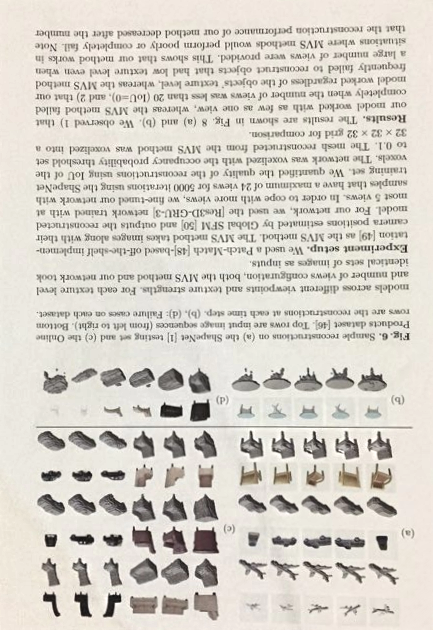 (a)
(c)
(b)
(d)
Fig. 6. Sample reconstructions on (a) the ShapeNet [1] testing set and (c) the Online
Products dataset [46]. Top rows are input image sequences (from left to right). Bottom
rows are the reconstructions at each time step. (b), (d): Failure cases on each dataset.
models across different viewpoints and texture strengths. For each texture level
and number of views configuration, both the MVS method and our network took
identical sets of images as inputs.
Experiment setup. We used a Patch-Match [48]-based off-the-shelf implemen-
tation [49] as the MVS method. The MVS method takes images along with their
camera positions estimated by Global SFM [50] and outputs the reconstructed
model. For our network, we used the [Res3D-GRU-3] network trained with at
most 5 views. In order to cope with more views, we fine-tuned our network with
samples that have a maximum of 24 views for 5000 iterations using the ShapeNet
training set. We quantified the quality of the reconstructions using IoU of the
voxels. The network was voxelized with the occupancy probability threshold set
to 0.1. The mesh reconstructed from the MVS method was voxelized into a
32 × 32 × 32 grid for comparison.
Results. The results are shown in Fig. 8 (a) and (b). We observed 1) that
our model worked with as few as one view, whereas the MVS method failed
completely when the number of views was less than 20 (IoU=0), and 2) that our
model worked regardless of the objects' texture level, whereas the MVS method
frequently failed to reconstruct objects that had low texture level even when
a large number of views were provided. This shows that our method works in
situations where MVS methods would perform poorly or completely fail. Note
that the reconstruction performance of our method decreased after the number